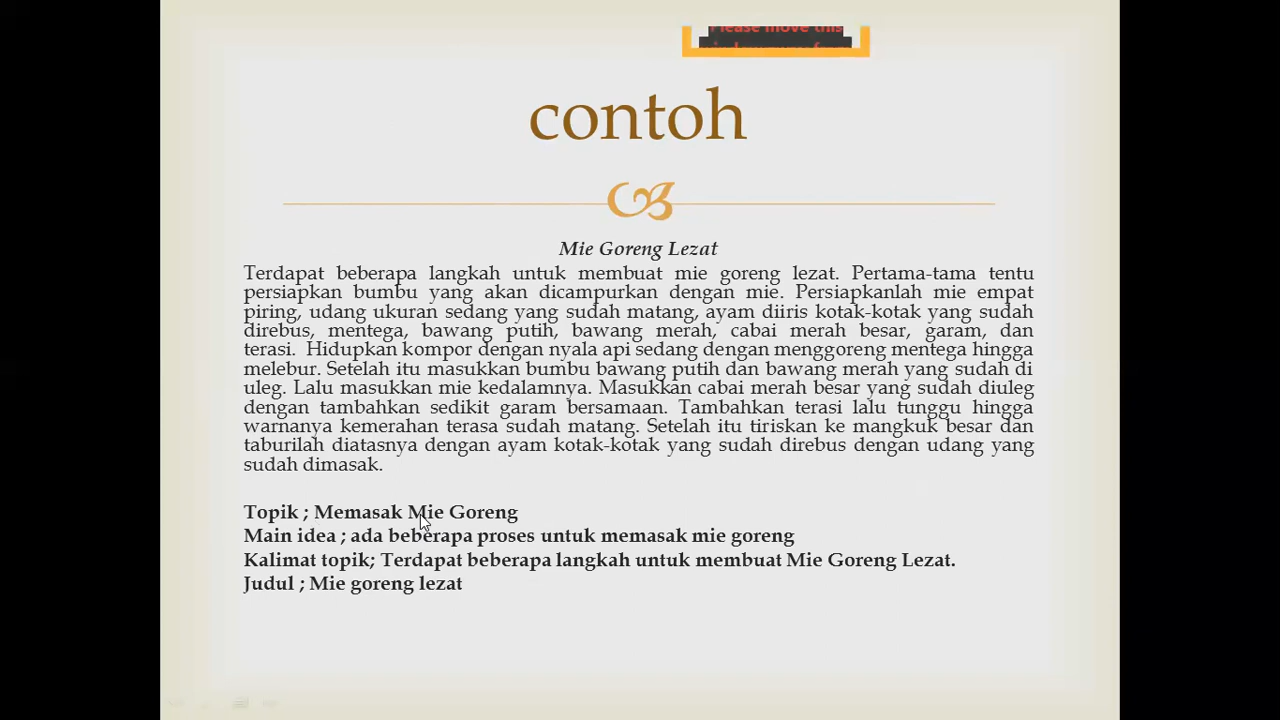 Please move this
contoh
Mie Goreng Lezat
Terdapat beberapa langkah untuk membuat mie goreng lezat. Pertama-tama tentu
persiapkan bumbu yang akan dicampurkan dengan mie. Persiapkanlah mie empat
piring, udang ukuran sedang yang sudah matang, ayam diiris kotak-kotak yang sudah
direbus, mentega, bawang putih, bawang merah, cabai merah besar, garam, dan
terasi. Hidupkan kompor dengan nyala api sedang dengan menggoreng mentega hingga
melebur. Setelah itu masukkan bumbu bawang putih dan bawang merah yang sudah di
uleg. Lalu masukkan mie kedalamnya. Masukkan cabai merah besar yang sudah diuleg
dengan tambahkan sedikit garam bersamaan. Tambahkan terasi lalu tunggu hingga
warnanya kemerahan terasa sudah matang. Setelah itu tiriskan ke mangkuk besar dan
taburilah diatasnya dengan ayam kotak-kotak yang sudah direbus dengan udang yang
sudah dimasak.
Topik ; Memasak Mie Goreng
Main idea ; ada beberapa proses untuk memasak mie goreng
Kalimat topik; Terdapat beberapa langkah untuk membuat Mie Goreng Lezat.
Judul ; Mie goreng lezat